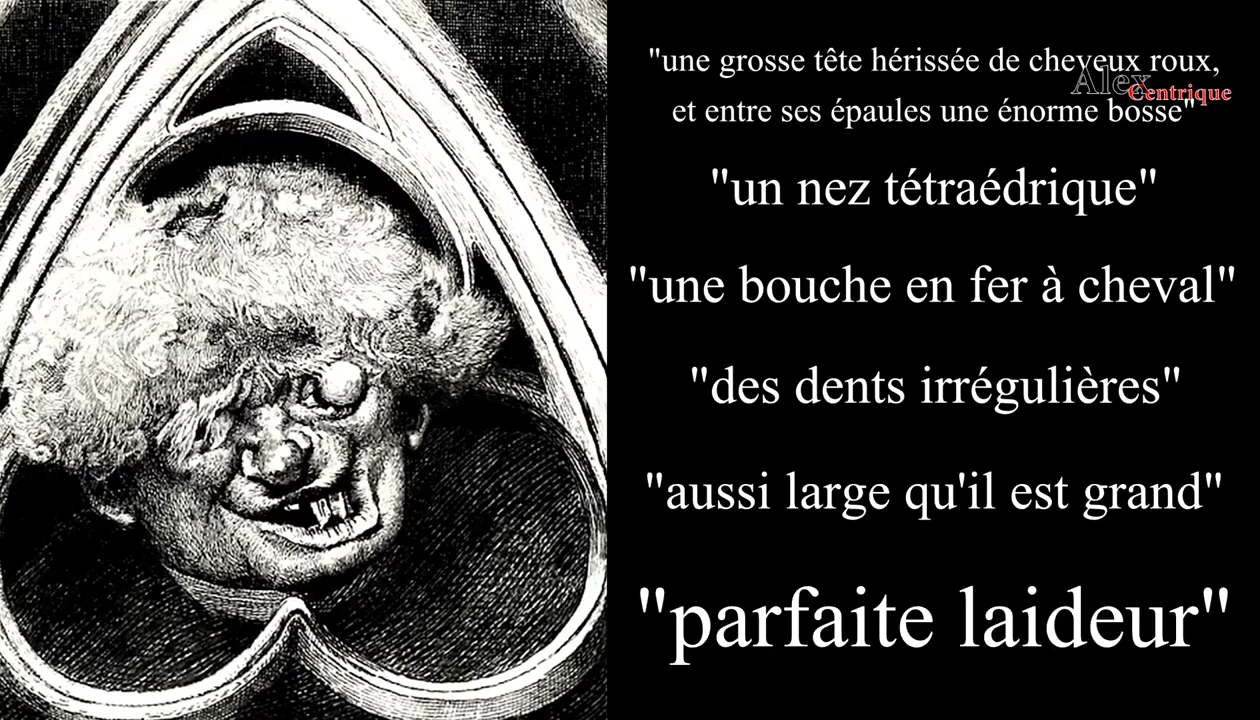 "une grosse tête hérissée de cheveux roux,
et entre ses épaules une énorme bosse"
Alex
Centrique
"un nez tétraédrique"
"une bouche en fer à cheval"
"des dents irrégulières"
"aussi large qu'il est grand"
"parfaite laideur"